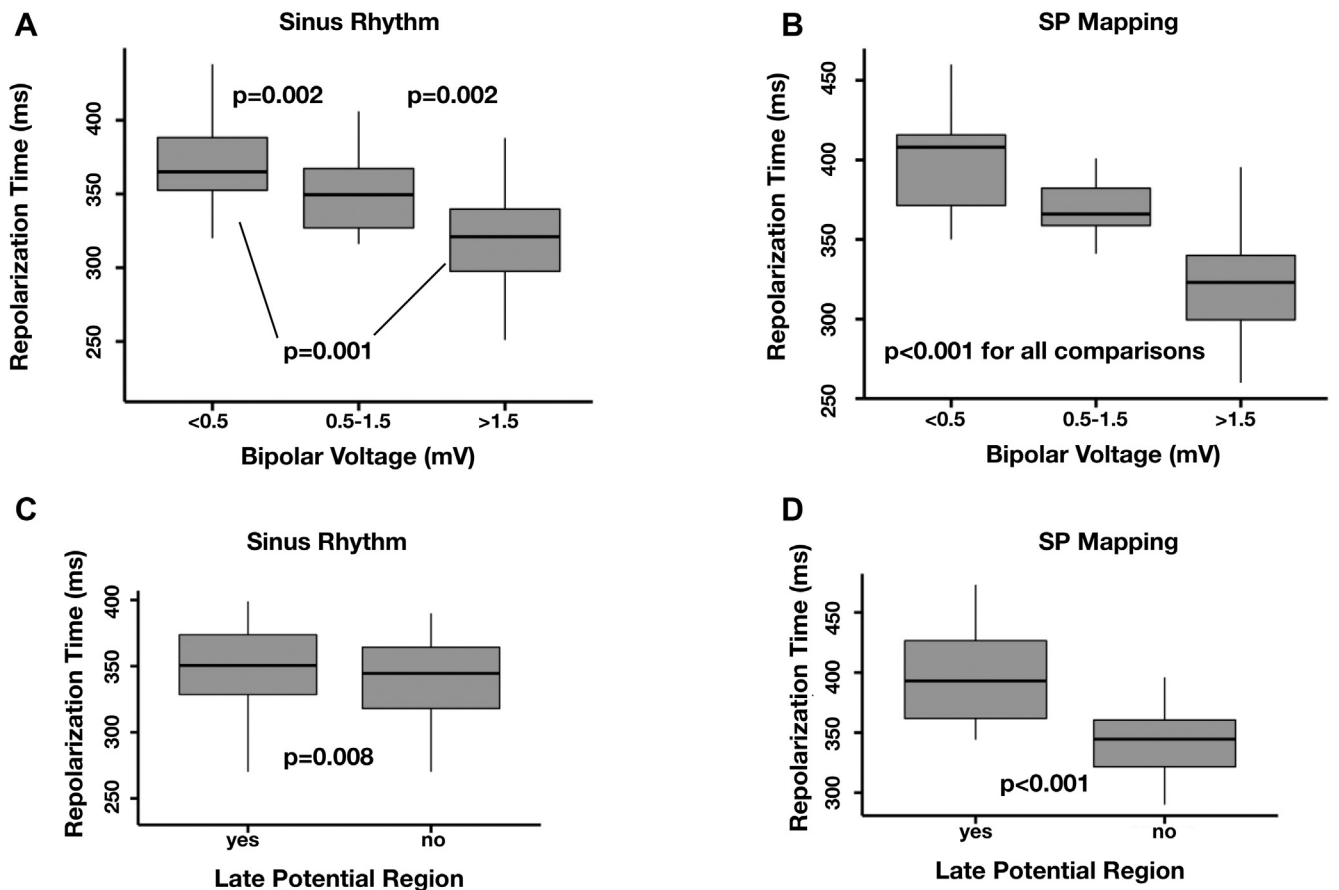 A
Sinus Rhythm
Repolarization Time (ms)
400
350
300
250
p=0.002
p=0.002
p=0.001
<0.5
0.5-1.5
>1.5
Bipolar Voltage (mV)
B
SP Mapping
Repolarization Time (ms)
450
400
350
300
250
p<0.001 for all comparisons
<0.5
0.5-1.5
>1.5
Bipolar Voltage (mV)
C
Sinus Rhythm
Repolarization Time (ms)
400
350
300
250
p=0.008
yes
no
Late Potential Region
D
SP Mapping
Repolarization Time (ms)
450
400
350
300
p<0.001
yes
no
Late Potential Region